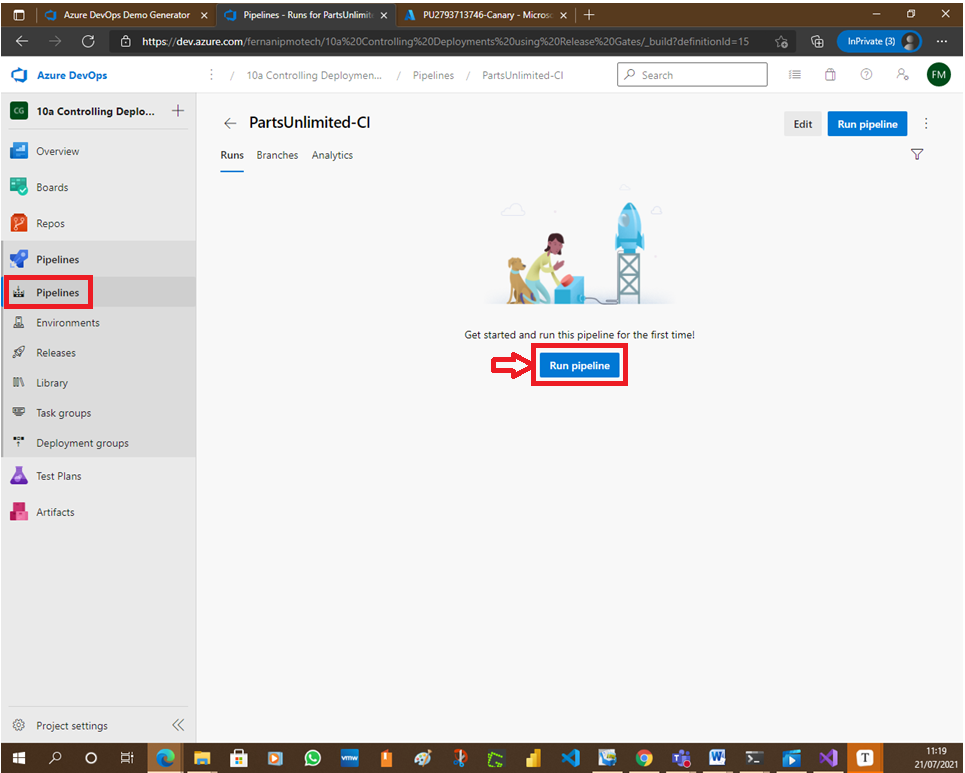 Azure DevOps Demo Generator
Pipelines - Runs for PartsUnlimit
PU2793713746-Canary - Micros
https://dev.azure.com/fernanipmotech/10a%20Controlling%20Deployments%20using%20Release%20Gates/_build?definitionId=15
InPrivate (3)
Azure DevOps
/ 10a Controlling Deploymen... / Pipelines / PartsUnlimited-CI
Search
FM
CG
10a Controlling Deplo...
PartsUnlimited-CI
Edit
Run pipeline
Runs
Branches
Analytics
Overview
Boards
Repos
Pipelines
Pipelines
Environments
Releases
Library
Task groups
Deployment groups
Test Plans
Artifacts
Get started and run this pipeline for the first time!
Run pipeline
Project settings
vmw
T
11:19
21/07/2021